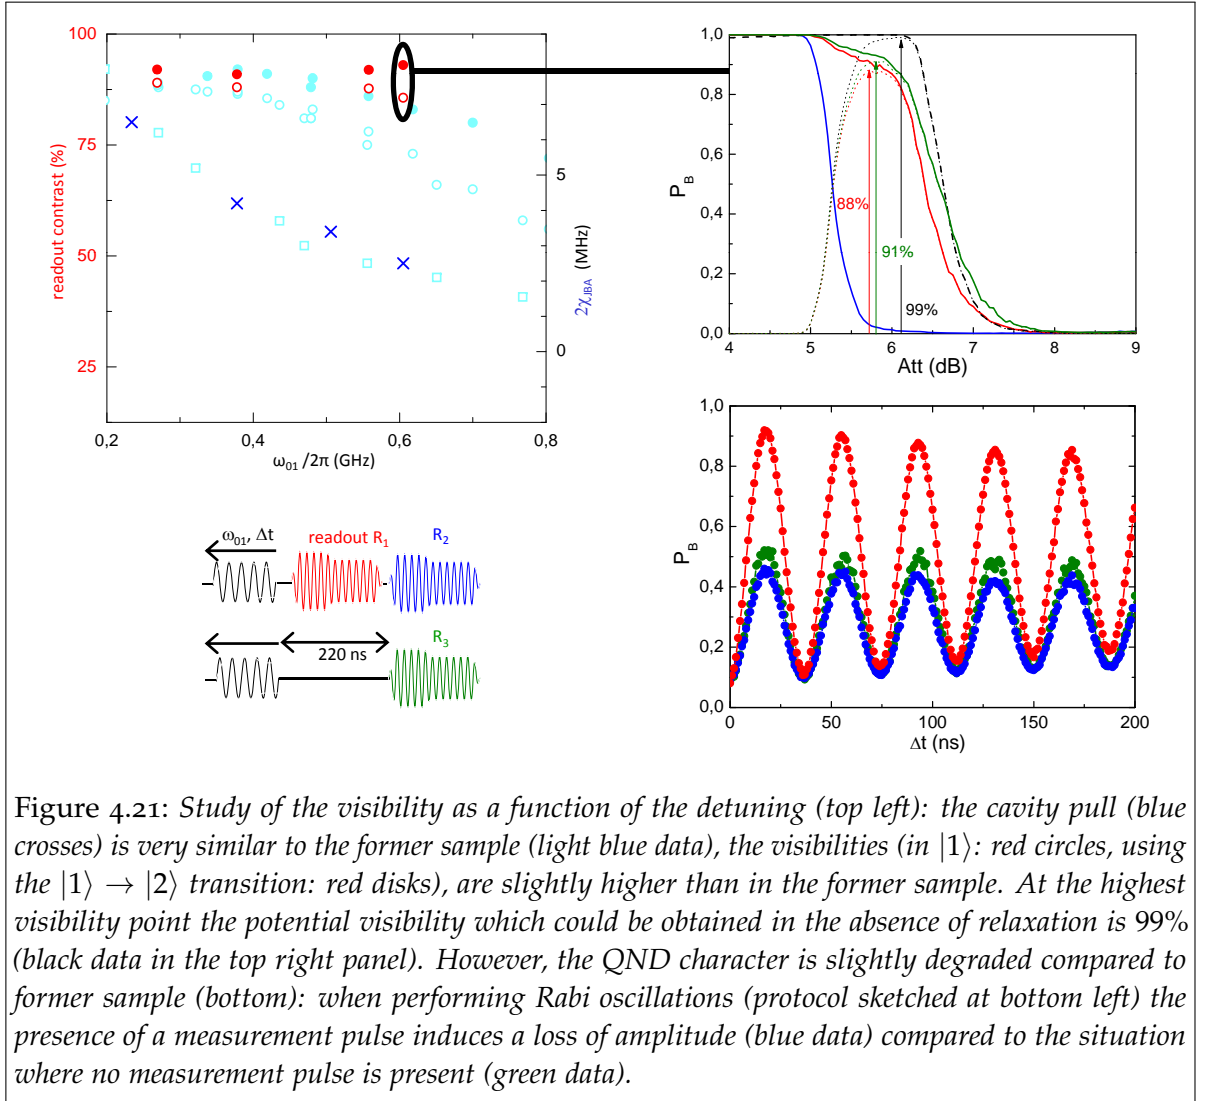 100
75
50
25
readout contrast (%)
5
0
2χJBA (MHz)
0,2 0,4 0,6 0,8
ω01/2π (GHz)
1,0
0,8
0,6
0,4
0,2
0,0
PB
88%
91%
99%
4 5 6 7 8 9
Att (dB)
ω01, Δt
readout R1
R2
220 ns
R3
1,0
0,8
0,6
0,4
0,2
0,0
PB
0 50 100 150 200
Δt (ns)
Figure 4.21: Study of the visibility as a function of the detuning (top left): the cavity pull (blue
crosses) is very similar to the former sample (light blue data), the visibilities (in |1⟩: red circles, using
the |1⟩ → |2⟩ transition: red disks), are slightly higher than in the former sample. At the highest
visibility point the potential visibility which could be obtained in the absence of relaxation is 99%
(black data in the top right panel). However, the QND character is slightly degraded compared to
former sample (bottom): when performing Rabi oscillations (protocol sketched at bottom left) the
presence of a measurement pulse induces a loss of amplitude (blue data) compared to the situation
where no measurement pulse is present (green data).